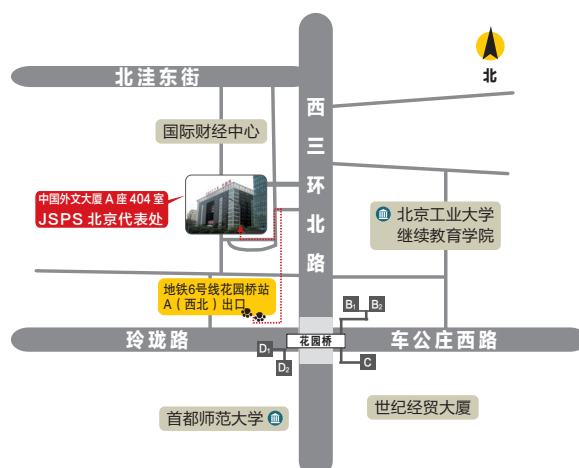 北
北洼东街
西三环北路
国际财经中心
中国外文大厦 A 座 404 室
JSPS 北京代表处
北京工业大学
继续教育学院
地铁6号线花园桥站
A（西北）出口
B1
B2
玲珑路
花园桥
车公庄西路
D1
D2
C
世纪经贸大厦
首都师范大学